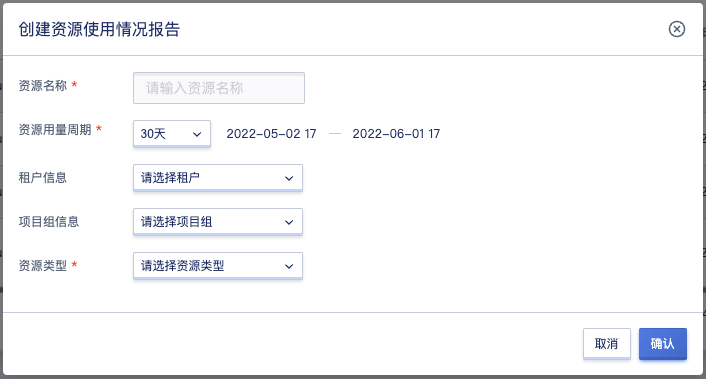 创建资源使用情况报告
资源名称 * 请输入资源名称
资源用量周期 * 30天 2022-05-02 17 — 2022-06-01 17
租户信息 请选择租户
项目组信息 请选择项目组
资源类型 * 请选择资源类型
取消 确认